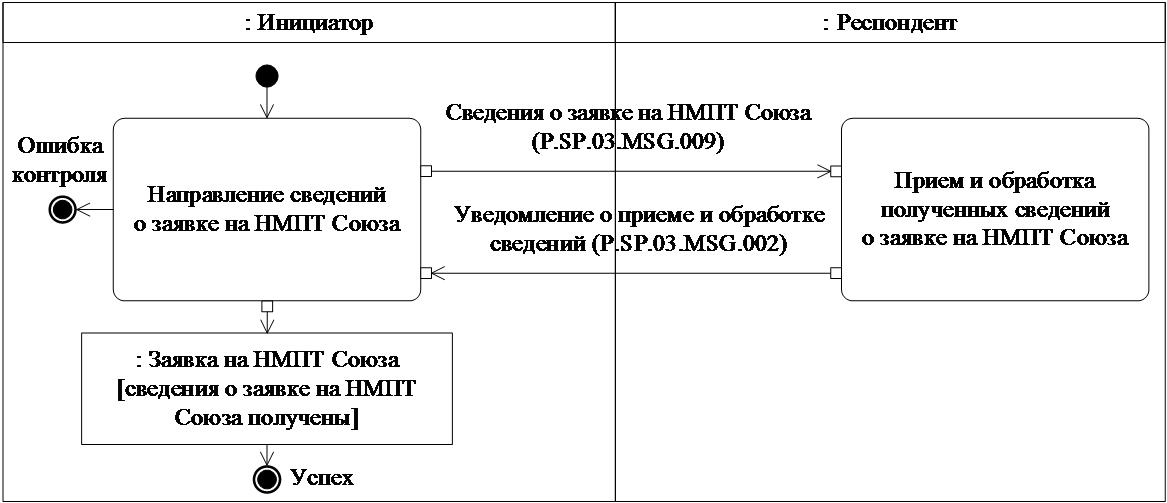 : Инициатор
: Респондент
Сведения о заявке на НМПТ Союза
(P.SP.03.MSG.009)
Ошибка
контроля
Направление сведений
о заявке на НМПТ Союза
Прием и обработка
полученных сведений
о заявке на НМПТ Союза
Уведомление о приеме и обработке
сведений (P.SP.03.MSG.002)
: Заявка на НМПТ Союза
[сведения о заявке на НМПТ
Союза получены]
Успех